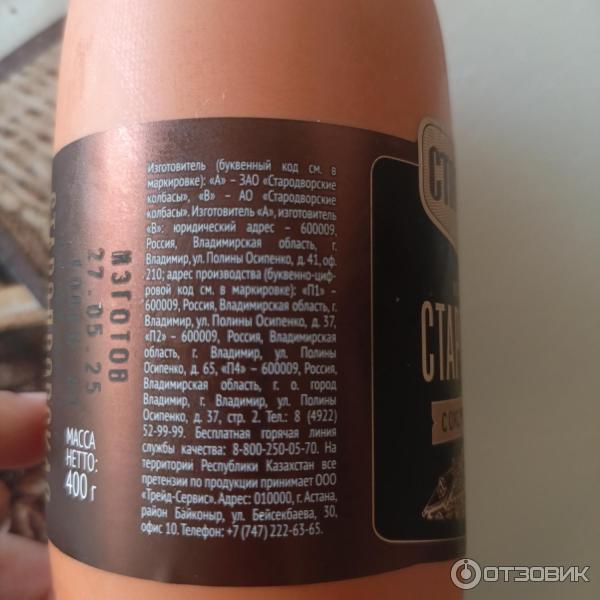 Изготовитель (буквенный код см. в
маркировке): «А» – ЗАО «Стародворские
колбасы», «В» – АО «Стародворские
колбасы». Изготовитель «А», изготовитель
«В»: юридический адрес – 600009,
Россия, Владимирская область, г.
Владимир, ул. Полины Осипенко, д. 41, оф.
210; адрес производства (буквенно-циф-
ровой код см. в маркировке): «П1» –
600009, Россия, Владимирская область, г.
Владимир, ул. Полины Осипенко, д. 37,
«П2» – 600009, Россия, Владимирская
область, г. Владимир, ул. Полины
Осипенко, д. 65, «П4» – 600009, Россия,
Владимирская область, г. о. город
Владимир, г. Владимир, ул. Полины
Осипенко, д. 37, стр. 2. Тел.: 8 (4922)
52-99-99. Бесплатная горячая линия
службы качества: 8-800-250-05-70. На
территории Республики Казахстан все
претензии по продукции принимает ООО
«Трейд-Сервис». Адрес: 010000, г. Астана,
район Байконыр, ул. Бейсекбаева, 30,
офис 10. Телефон: +7 (747) 222-63-65.
ИЗГОТОВ
27.05.25
МАССА
НЕТТО:
400 г
СТ
СТАР
ОТЗОВИК